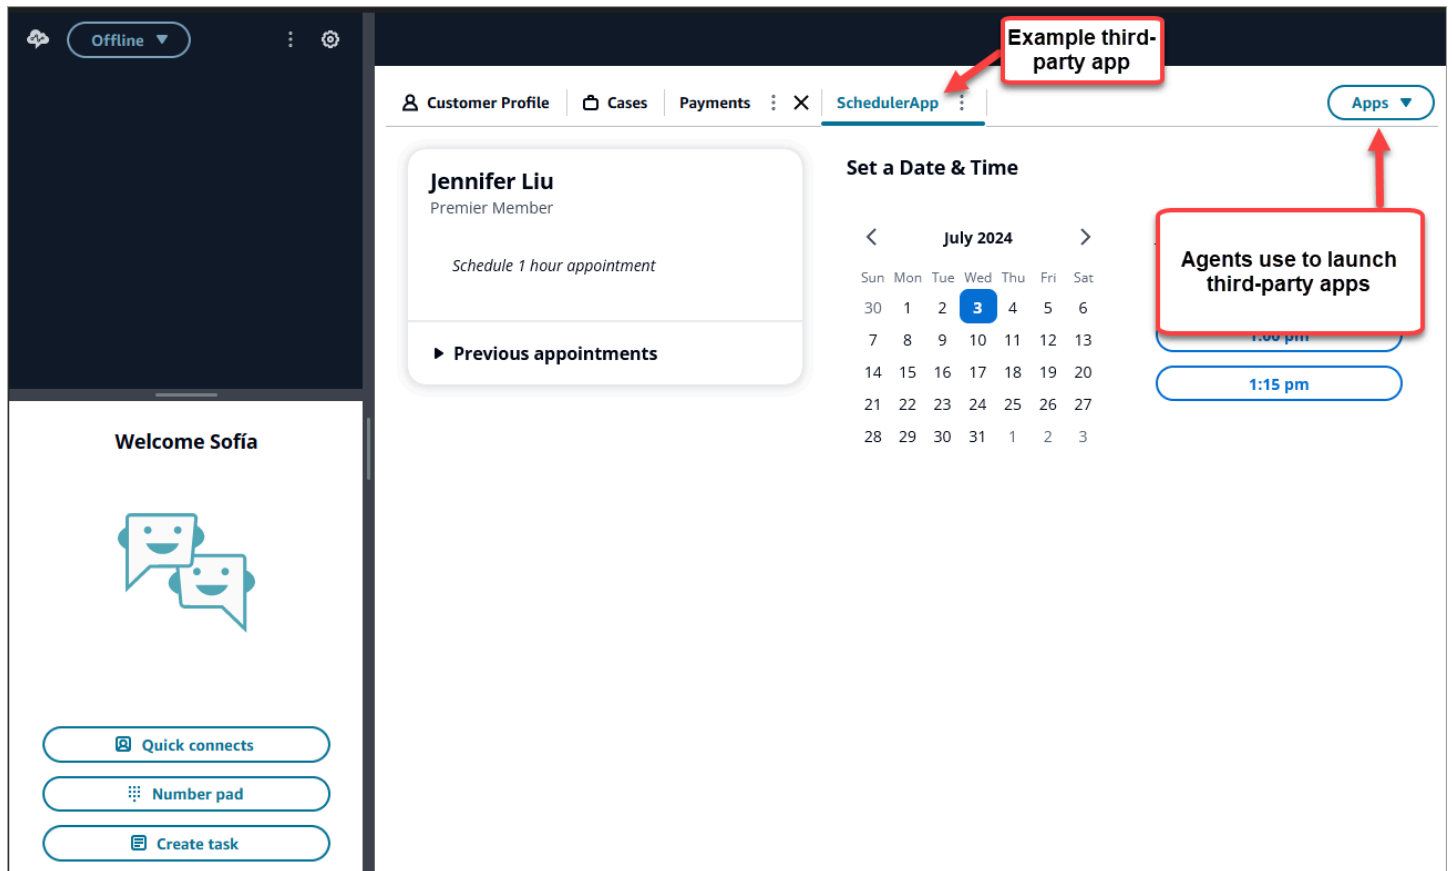 Offline
Example third-
party app
Customer Profile
Cases
Payments
SchedulerApp
Apps
Jennifer Liu
Premier Member
Schedule 1 hour appointment
Previous appointments
Set a Date & Time
July 2024
Sun Mon Tue Wed Thu Fri Sat
30 1 2 3 4 5 6
7 8 9 10 11 12 13
14 15 16 17 18 19 20
21 22 23 24 25 26 27
28 29 30 31 1 2 3
Agents use to launch
third-party apps
1:00 pm
1:15 pm
Welcome Sofía
Quick connects
Number pad
Create task